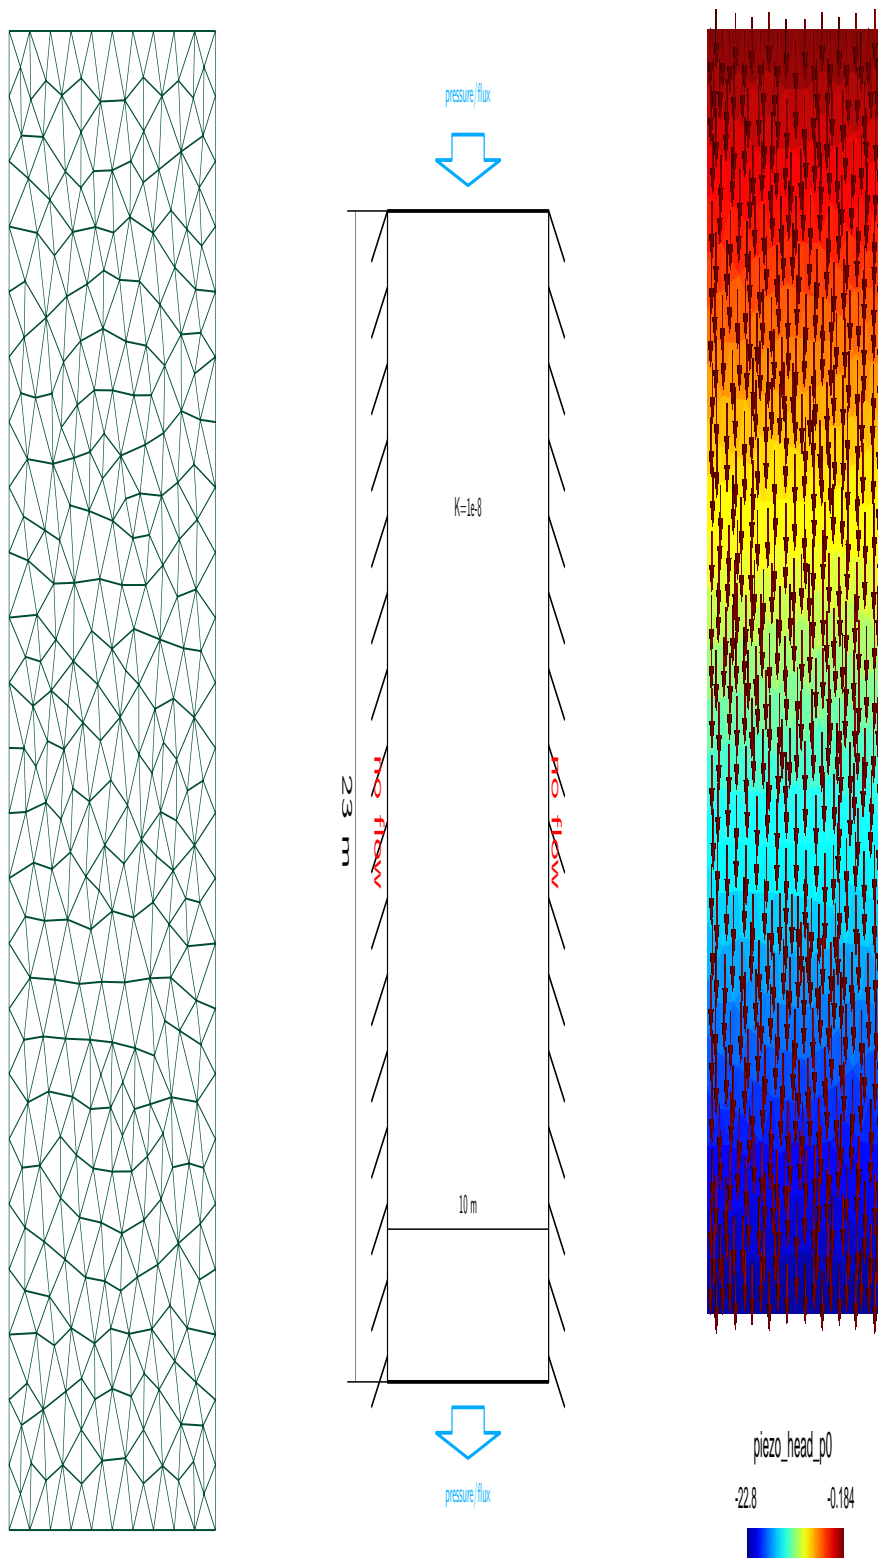 pressure/flux
K=1e-8
23 m
no flow
no flow
10 m
pressure/flux
piezo_head_p0
-22.8
-0.184